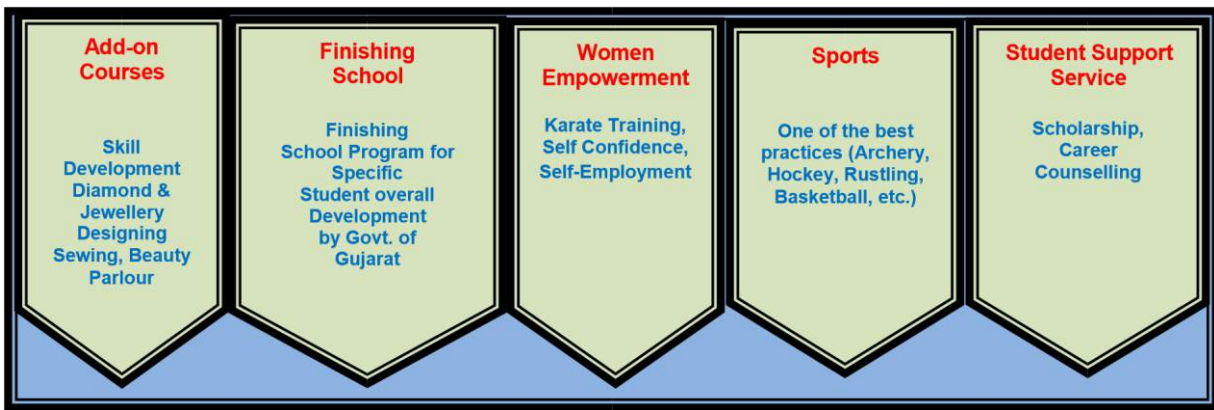 Add-on
Courses
Skill
Development
Diamond &
Jewellery
Designing
Sewing, Beauty
Parlour
Finishing
School
Finishing
School Program for
Specific
Student overall
Development
by Govt. of
Gujarat
Women
Empowerment
Karate Training,
Self Confidence,
Self-Employment
Sports
One of the best
practices (Archery,
Hockey, Rustling,
Basketball, etc.)
Student Support
Service
Scholarship,
Career
Counselling